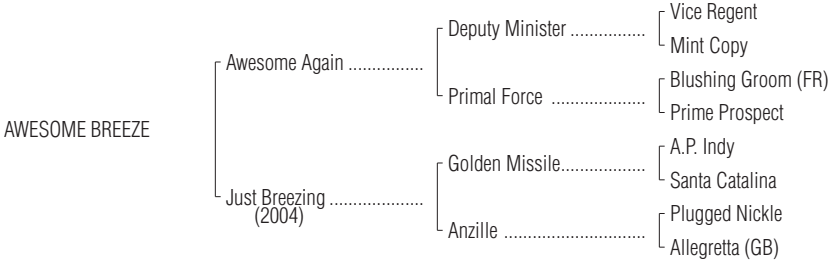 Vice Regent
Deputy Minister ................
Mint Copy
Awesome Again ................
Blushing Groom (FR)
Primal Force ....................
Prime Prospect
AWESOME BREEZE
A.P. Indy
Golden Missile..................
Santa Catalina
Just Breezing ....................
(2004)
Plugged Nickle
Anzille ..............................
Allegretta (GB)